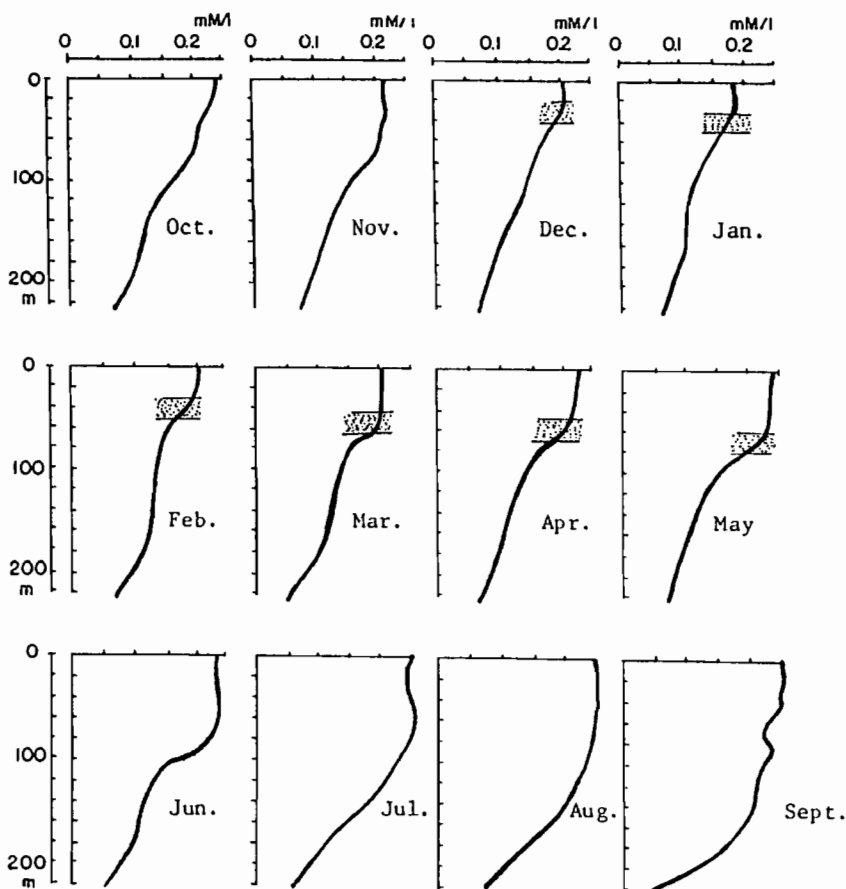 mM/l mM/l mM/l mM/l
0 0.1 0.2 0 0.1 0.2 0 0.1 0.2 0 0.1 0.2
0
100
200
m
Oct. Nov. Dec. Jan.
0
100
200
m
Feb. Mar. Apr. May
0
100
200
m
Jun. Jul. Aug. Sept.